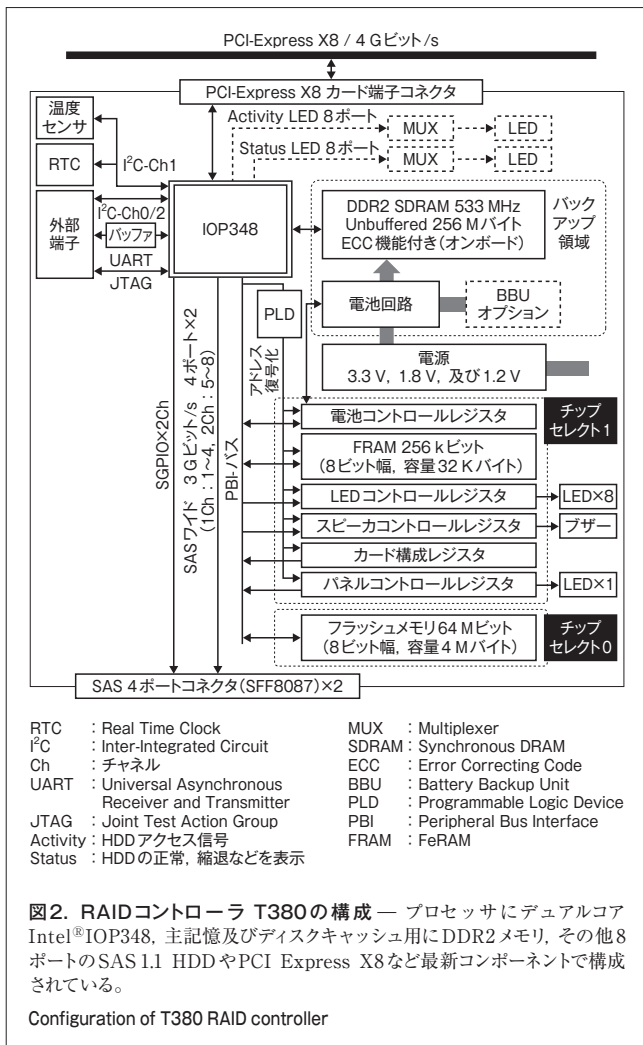 PCI-Express X8 / 4 Gビット/s
PCI-Express X8 カード端子コネクタ
温度
センサ
RTC
外部
端子
I²C-Ch1
I²C-Ch0/2
バッファ
UART
JTAG
IOP348
Activity LED 8ポート
MUX
LED
Status LED 8ポート
MUX
LED
DDR2 SDRAM 533 MHz
Unbuffered 256 Mバイト
ECC機能付き(オンボード)
バック
アップ
領域
電池回路
BBU
オプション
PLD
アドレス
復号化
電源
3.3 V, 1.8 V, 及び1.2 V
SGPIO×2Ch
SASワイド 3 Gビット/s 4ポート×2
(1Ch:1~4, 2Ch:5~8)
PBI-バス
電池コントロールレジスタ
チップ
セレクト1
FRAM 256 kビット
(8ビット幅, 容量32 Kバイト)
LEDコントロールレジスタ
LED×8
スピーカコントロールレジスタ
ブザー
カード構成レジスタ
パネルコントロールレジスタ
LED×1
フラッシュメモリ64 Mビット
(8ビット幅, 容量4 Mバイト)
チップ
セレクト0
SAS 4ポートコネクタ(SFF8087)×2
RTC : Real Time Clock
I²C : Inter-Integrated Circuit
Ch : チャネル
UART : Universal Asynchronous
Receiver and Transmitter
JTAG : Joint Test Action Group
Activity : HDDアクセス信号
Status : HDDの正常, 縮退などを表示
MUX : Multiplexer
SDRAM : Synchronous DRAM
ECC : Error Correcting Code
BBU : Battery Backup Unit
PLD : Programmable Logic Device
PBI : Peripheral Bus Interface
FRAM : FeRAM
図2. RAIDコントローラ T380の構成 — プロセッサにデュアルコア
Intel®IOP348, 主記憶及びディスクキャッシュ用にDDR2メモリ, その他8
ポートのSAS 1.1 HDDやPCI Express X8など最新コンポーネントで構成
されている。
Configuration of T380 RAID controller